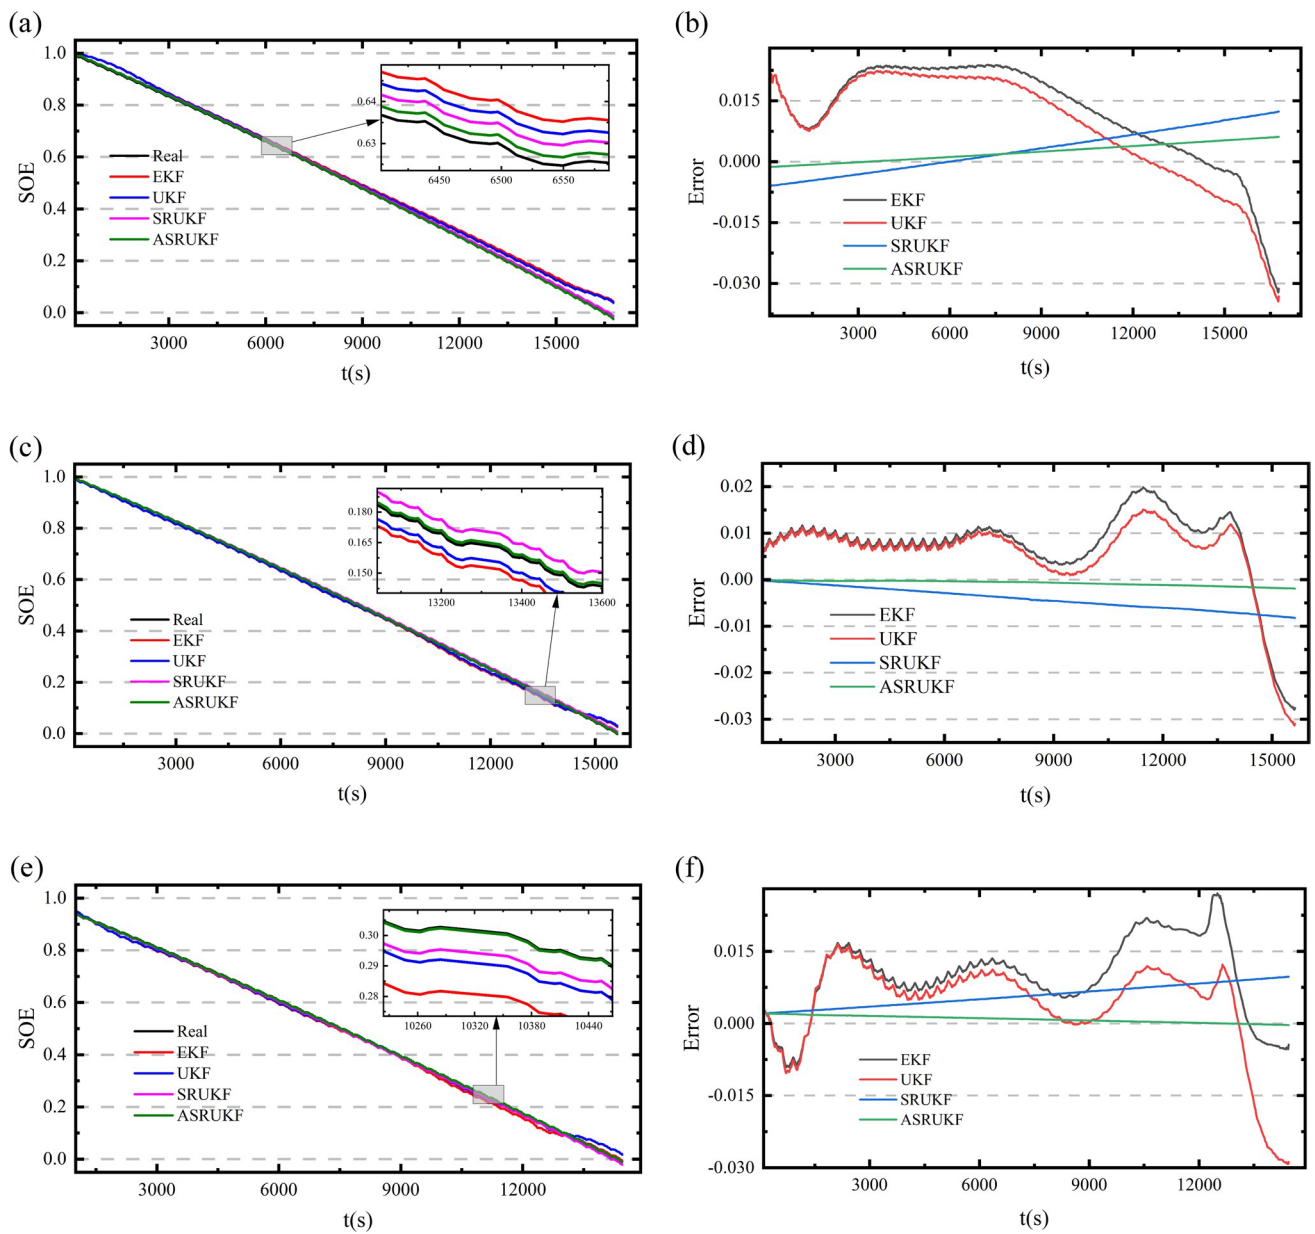 (a)
1.0
0.8
0.6
0.4
0.2
0.0
SOE
Real
EKF
UKF
SRUKF
ASRUKF
0.64
0.63
6450 6500 6550
3000 6000 9000 12000 15000
t(s)
(b)
0.015
0.000
-0.015
-0.030
Error
EKF
UKF
SRUKF
ASRUKF
3000 6000 9000 12000 15000
t(s)
(c)
1.0
0.8
0.6
0.4
0.2
0.0
SOE
Real
EKF
UKF
SRUKF
ASRUKF
0.180
0.165
0.150
13200 13400 13600
3000 6000 9000 12000 15000
t(s)
(d)
0.02
0.01
0.00
-0.01
-0.02
-0.03
Error
EKF
UKF
SRUKF
ASRUKF
3000 6000 9000 12000 15000
t(s)
(e)
1.0
0.8
0.6
0.4
0.2
0.0
SOE
Real
EKF
UKF
SRUKF
ASRUKF
0.30
0.29
0.28
10260 10320 10380 10440
3000 6000 9000 12000
t(s)
(f)
0.015
0.000
-0.015
-0.030
Error
EKF
UKF
SRUKF
ASRUKF
3000 6000 9000 12000
t(s)